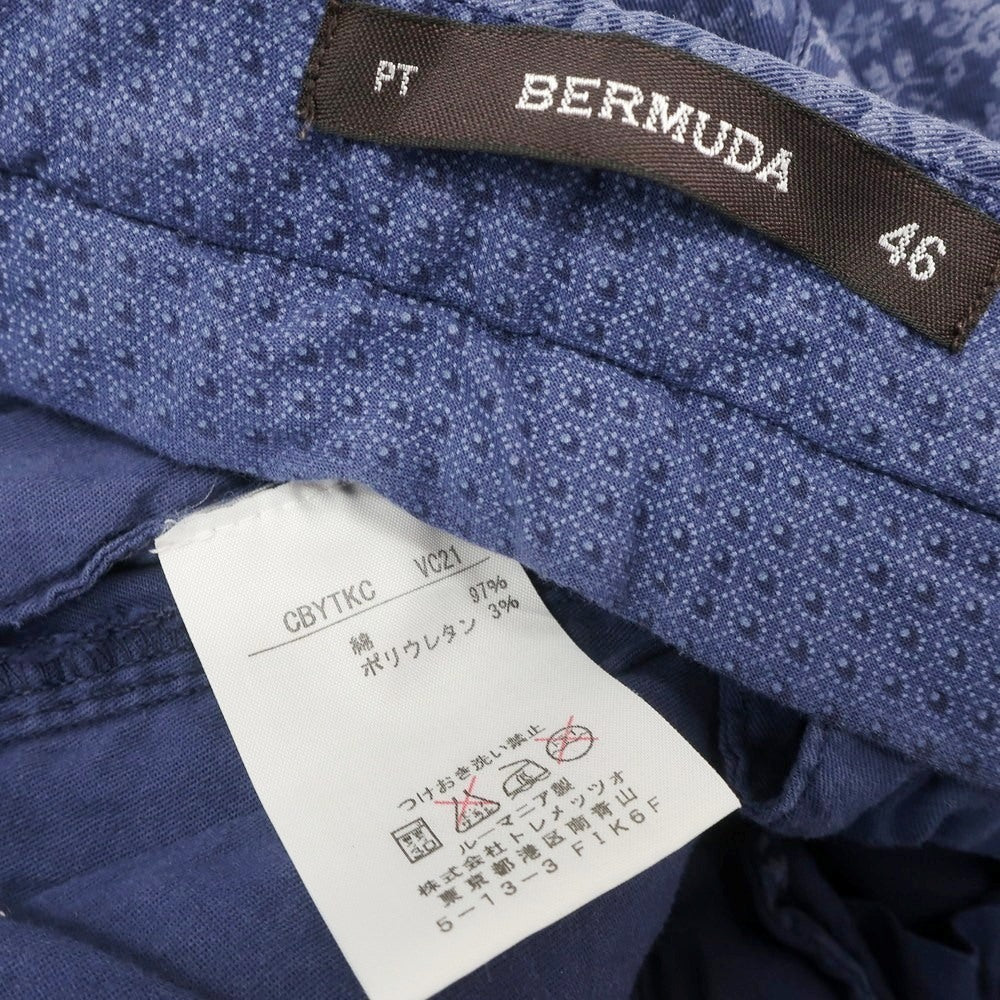 PT BERMUDA 46
CBYTKC VC21
綿 97%
ポリウレタン 3%
つけおき洗い禁止
ルーマニア製
株式会社トレメッツオ
東京都港区南青山
5-13-3 FIK6F